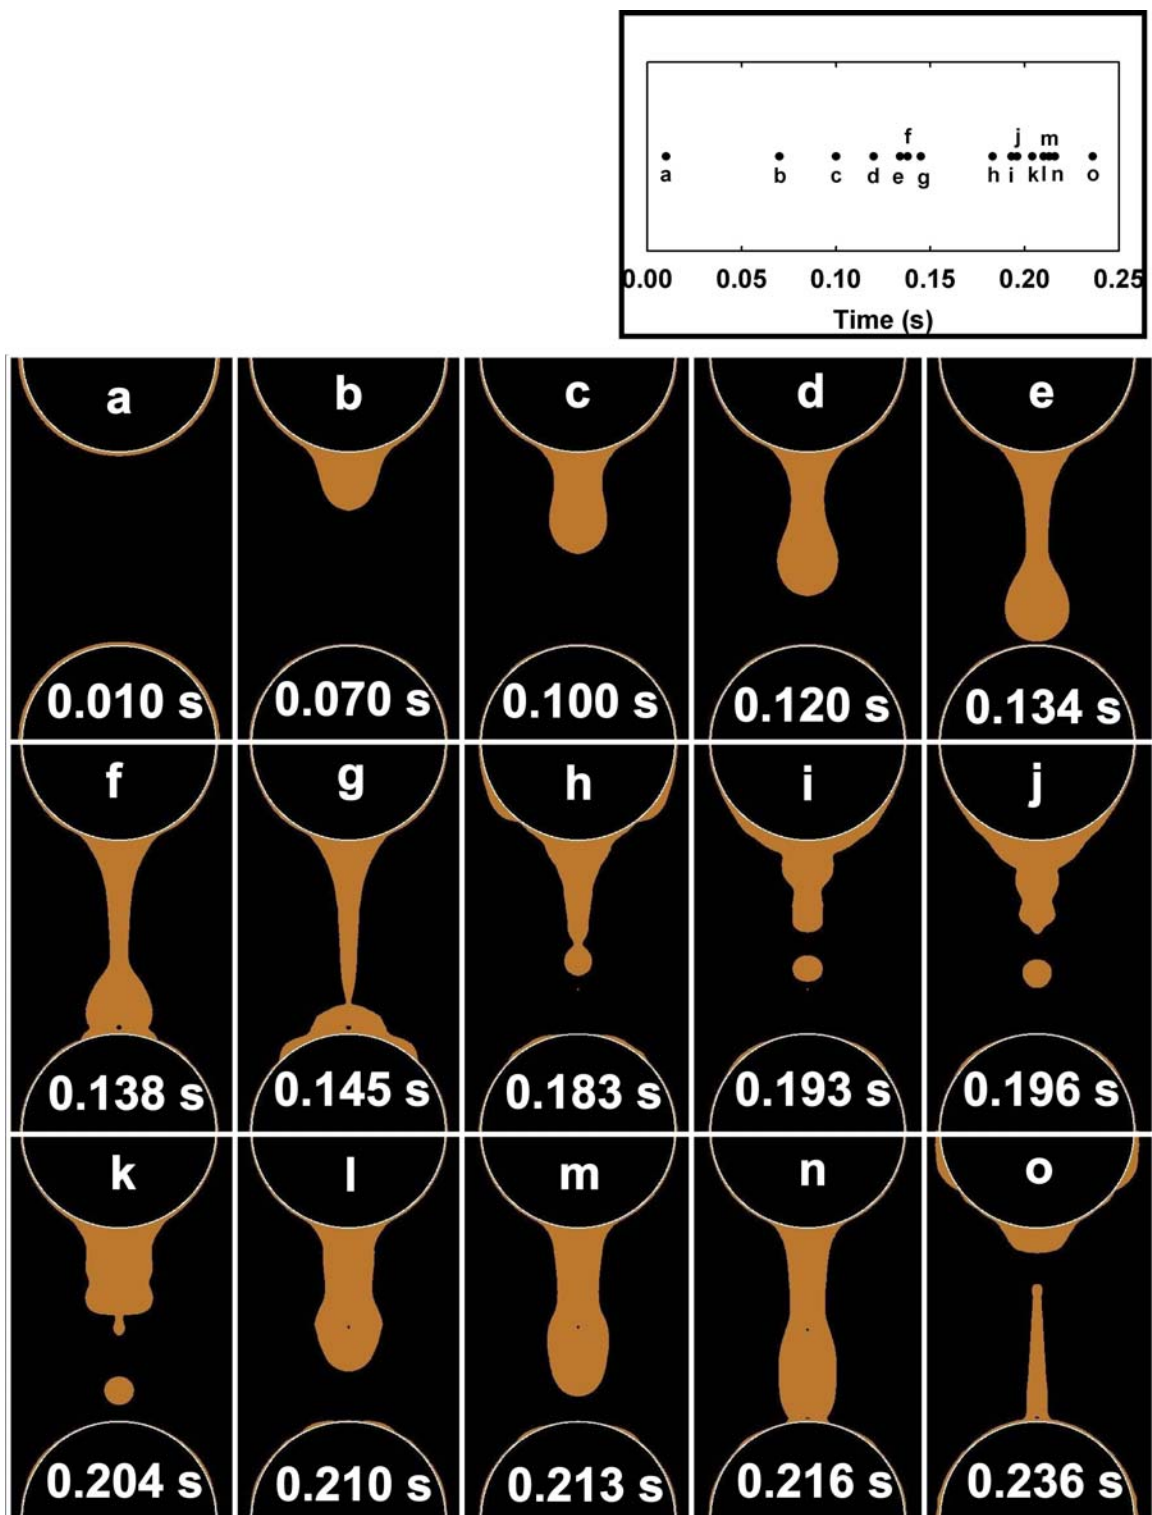 f j m
a b c d e g h i k l n o
0.00 0.05 0.10 0.15 0.20 0.25
Time (s)
a b c d e
0.010 s 0.070 s 0.100 s 0.120 s 0.134 s
f g h i j
0.138 s 0.145 s 0.183 s 0.193 s 0.196 s
k l m n o
0.204 s 0.210 s 0.213 s 0.216 s 0.236 s